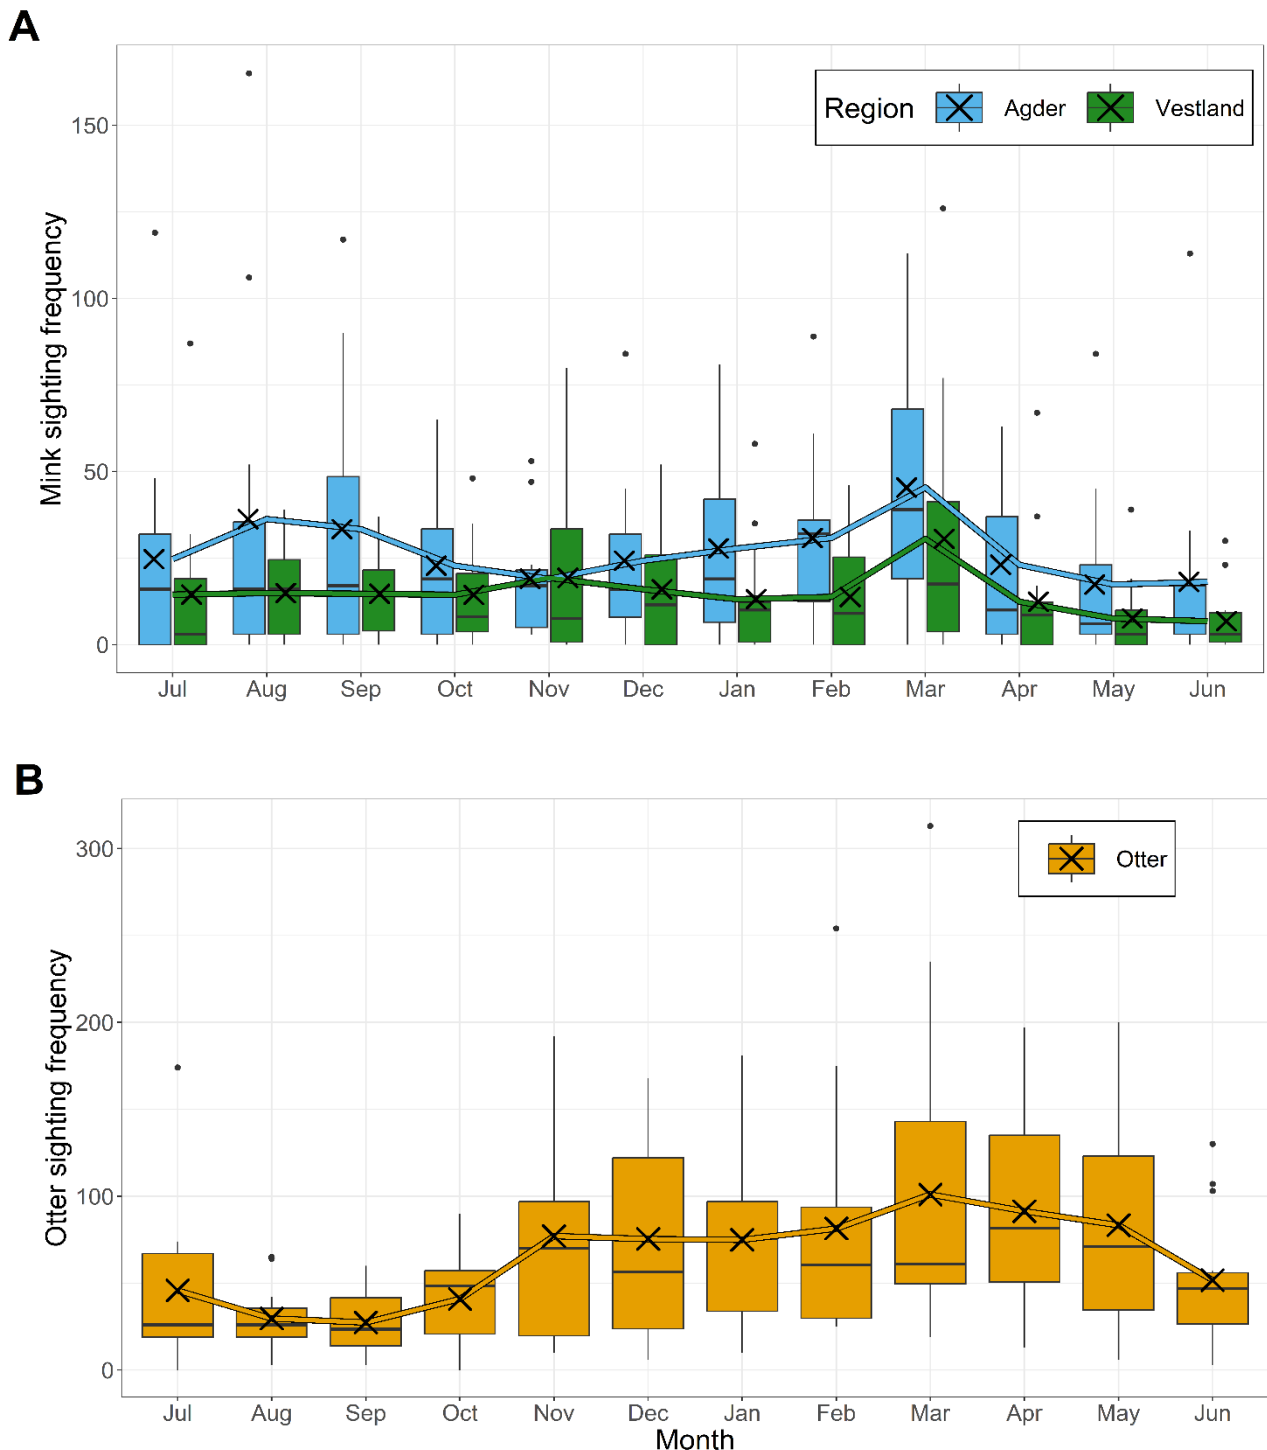 A
Region Agder Vestland
Mink sighting frequency
150
100
50
0
Jul Aug Sep Oct Nov Dec Jan Feb Mar Apr May Jun
B
Otter
Otter sighting frequency
300
200
100
0
Jul Aug Sep Oct Nov Dec Jan Feb Mar Apr May Jun
Month